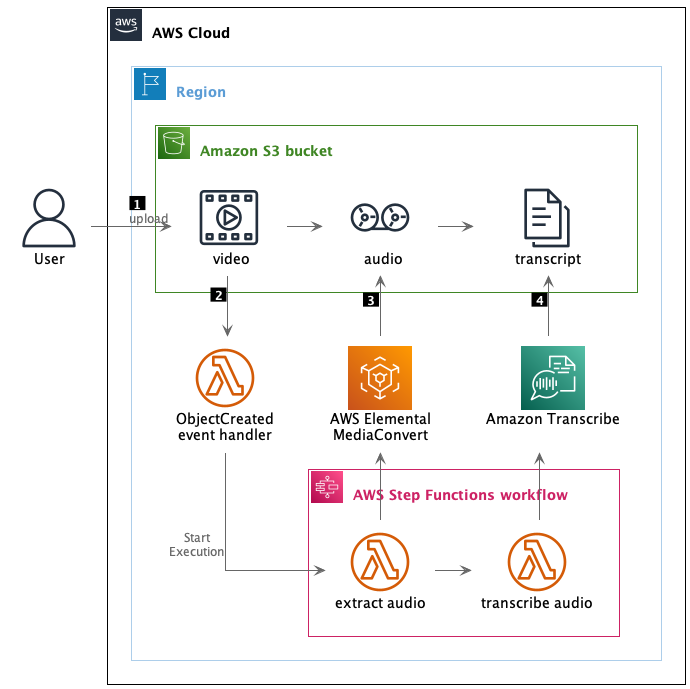 aws
AWS Cloud
Region
Amazon S3 bucket
1
upload
User
video
audio
transcript
2
3
4
ObjectCreated
event handler
AWS Elemental
MediaConvert
Amazon Transcribe
AWS Step Functions workflow
Start
Execution
extract audio
transcribe audio